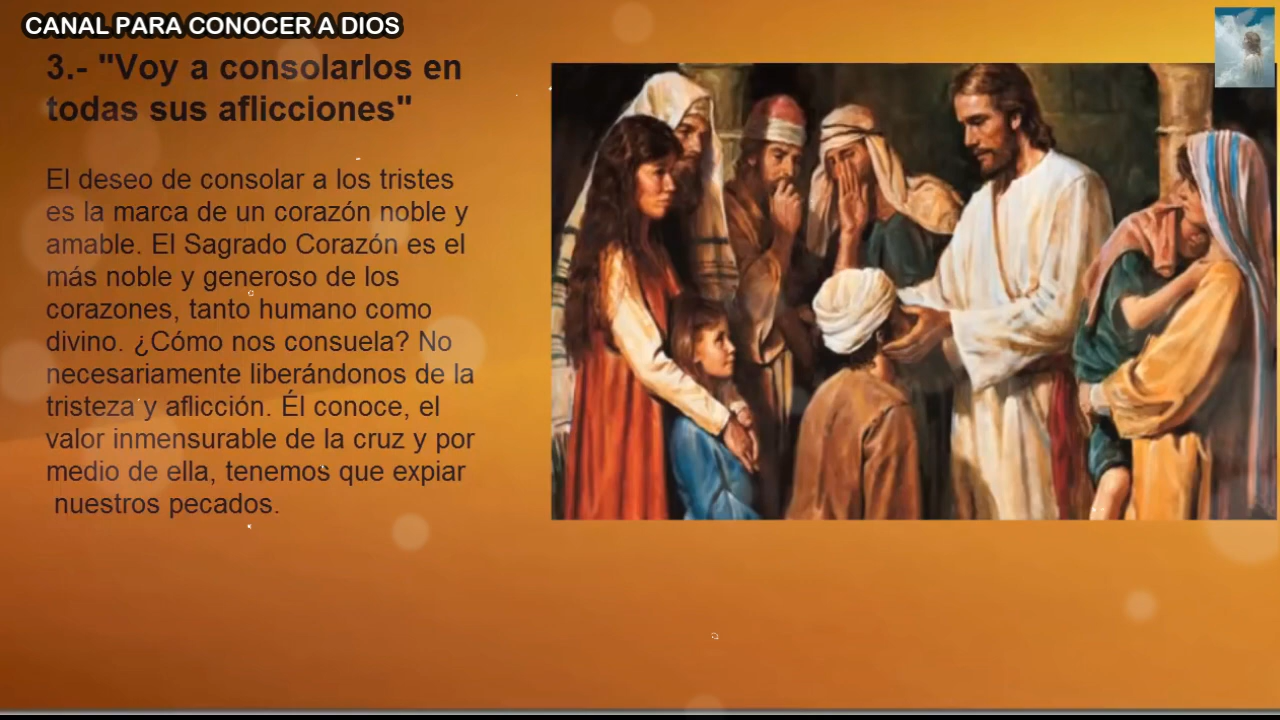 CANAL PARA CONOCER A DIOS
3.- "Voy a consolarlos en
todas sus aflicciones"
El deseo de consolar a los tristes
es la marca de un corazón noble y
amable. El Sagrado Corazón es el
más noble y generoso de los
corazones, tanto humano como
divino. ¿Cómo nos consuela? No
necesariamente liberándonos de la
tristeza y aflicción. Él conoce, el
valor inmensurable de la cruz y por
medio de ella, tenemos que expiar
nuestros pecados.